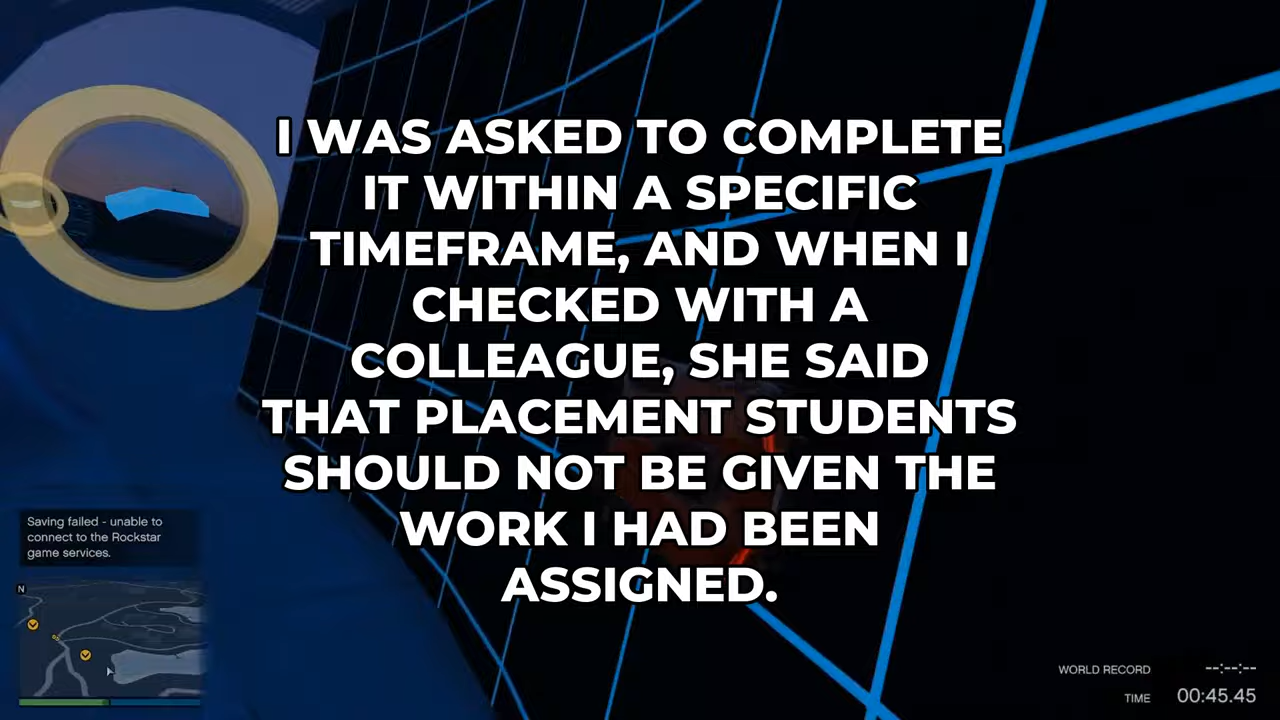 I WAS ASKED TO COMPLETE
IT WITHIN A SPECIFIC
TIMEFRAME, AND WHEN I
CHECKED WITH A
COLLEAGUE, SHE SAID
THAT PLACEMENT STUDENTS
SHOULD NOT BE GIVEN THE
WORK I HAD BEEN
ASSIGNED.
Saving failed - unable to
connect to the Rockstar
game services.
N
WORLD RECORD --:--:--
TIME 00:45.45